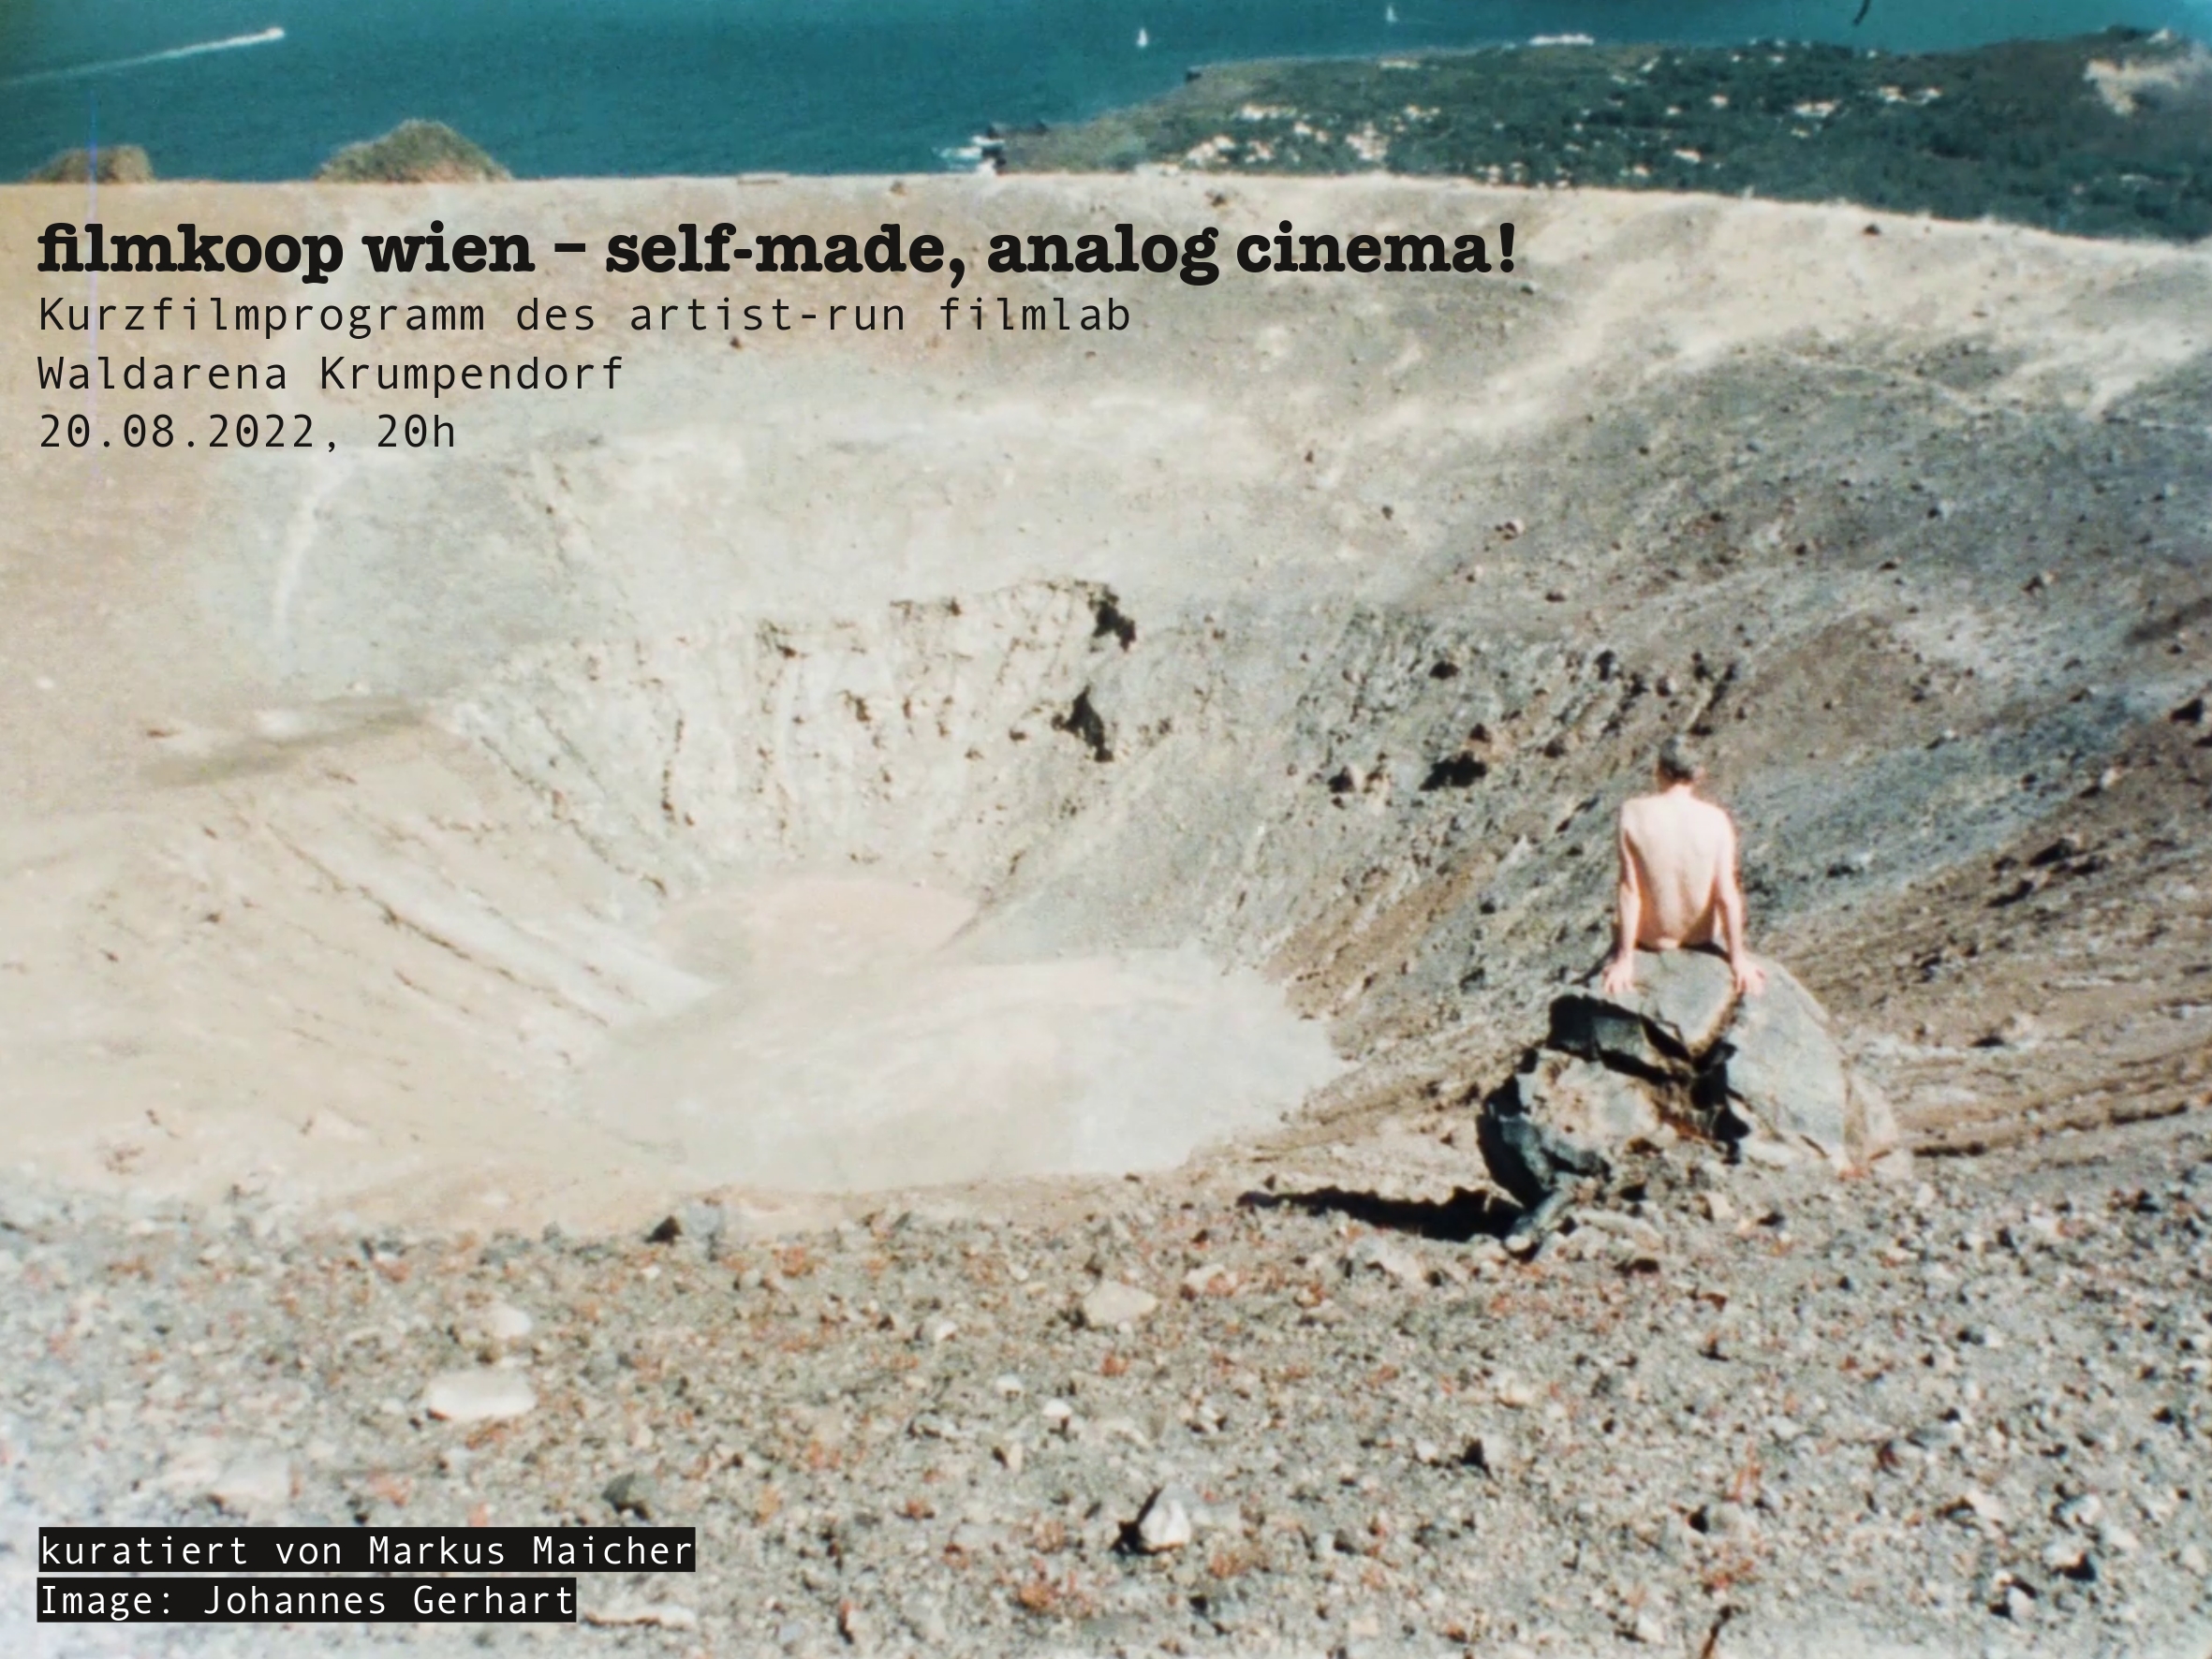 filmkoop wien – self-made, analog cinema!
Kurzfilmprogramm des artist-run filmlab
Waldarena Krumpendorf
20.08.2022, 20h
kuratiert von Markus Maicher
Image: Johannes Gerhart